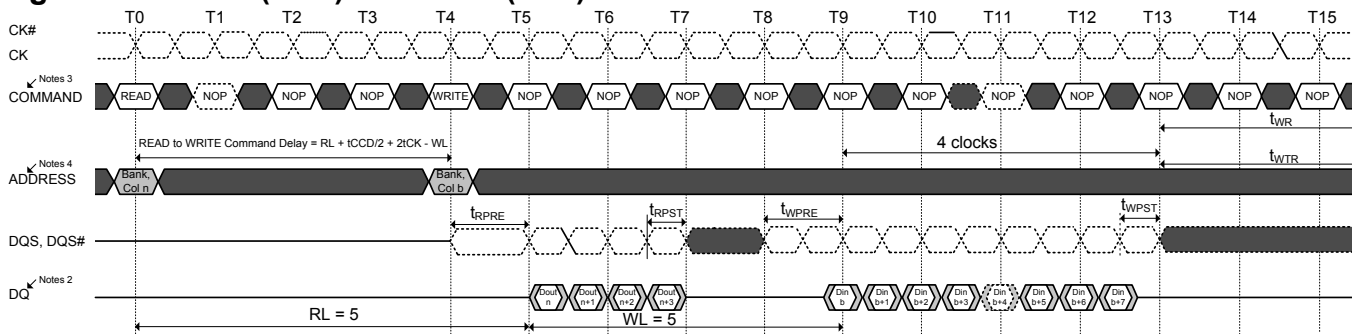 T0 T1 T2 T3 T4 T5 T6 T7 T8 T9 T10 T11 T12 T13 T14 T15
CK#
CK
Notes 3
COMMAND READ NOP NOP NOP WRITE NOP NOP NOP NOP NOP NOP NOP NOP NOP NOP NOP
tWR
READ to WRITE Command Delay = RL + tCCD/2 + 2tCK - WL
4 clocks
tWTR
Notes 4
ADDRESS
Bank, Col n
Bank, Col b
tRPRE tRPST tWPRE tWPST
DQS, DQS#
Notes 2
DQ
Dout n
Dout n+1
Dout n+2
Dout n+3
Din b
Din b+1
Din b+2
Din b+3
Din b+4
Din b+5
Din b+6
Din b+7
RL = 5
WL = 5